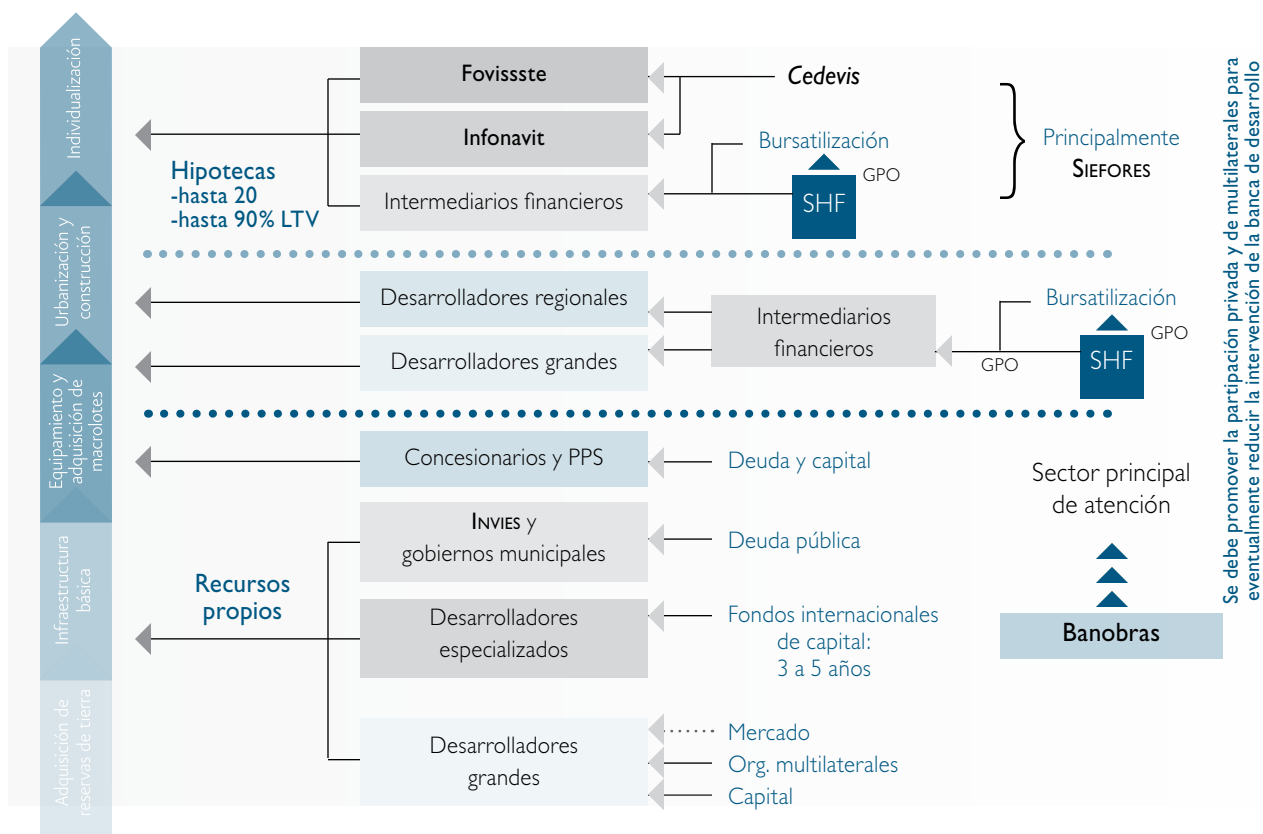 Individualización
Urbanización y
construcción
Equipamiento y
adquisición de
macrolotes
Infraestructura
básica
Adquisición de
reservas de tierra
Hipotecas
-hasta 20
-hasta 90% LTV
Fovissste
Infonavit
Intermediarios financieros
Cedevis
Bursatilización
GPO
SHF
Principalmente
SIEFORES
Desarrolladores regionales
Desarrolladores grandes
Intermediarios
financieros
Bursatilización
GPO
GPO
SHF
Concesionarios y PPS
Deuda y capital
Recursos
propios
INVIES y
gobiernos municipales
Deuda pública
Desarrolladores
especializados
Fondos internacionales
de capital:
3 a 5 años
Desarrolladores
grandes
Mercado
Org. multilaterales
Capital
Sector principal
de atención
Banobras
Se debe promover la partipación privada y de multilaterales para
eventualmente reducir la intervención de la banca de desarrollo